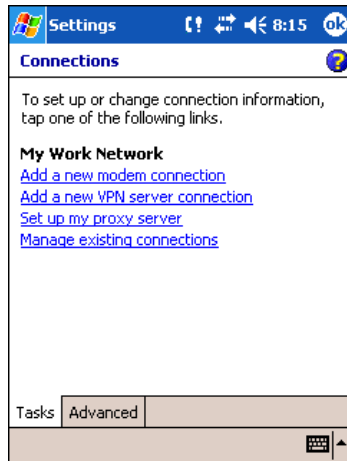 Settings 8:15 ok
Connections
To set up or change connection information,
tap one of the following links.
My Work Network
Add a new modem connection
Add a new VPN server connection
Set up my proxy server
Manage existing connections
Tasks Advanced